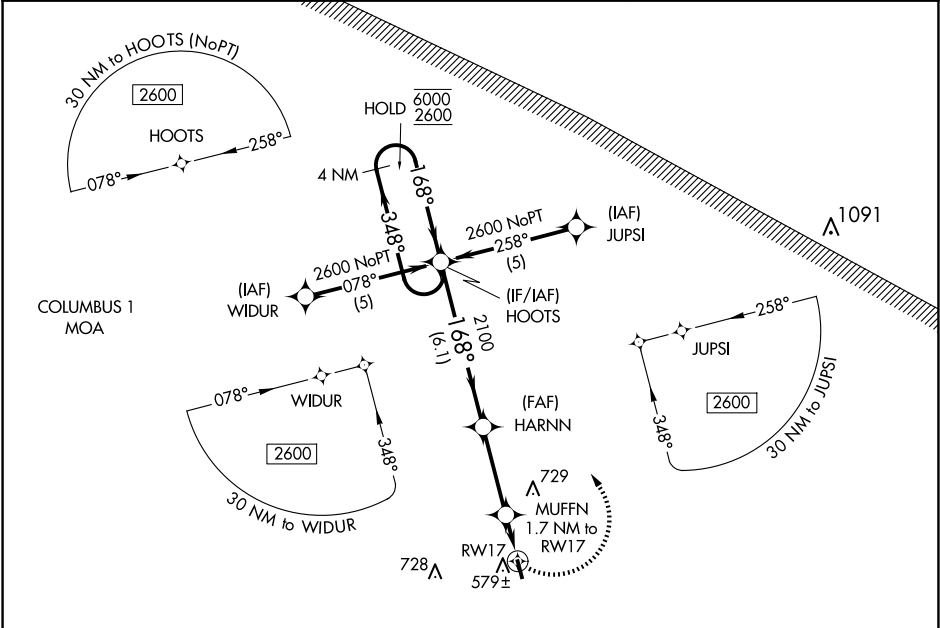 30 NM to HOOTS (NoPT)
2600
HOOTS
078°
258°
HOLD
6000
2600
4 NM
168°
348°
1091
(IAF)
JUPSI
2600 NoPT
258°
(5)
2600 NoPT
078°
(5)
(IAF)
WIDUR
(IF/IAF)
HOOTS
COLUMBUS 1
MOA
2100
168°
(6.1)
258°
JUPSI
2600
348°
30 NM to JUPSI
078°
WIDUR
2600
348°
30 NM to WIDUR
(FAF)
HARNN
729
MUFFN
1.7 NM to
RW17
RW17
728
579±